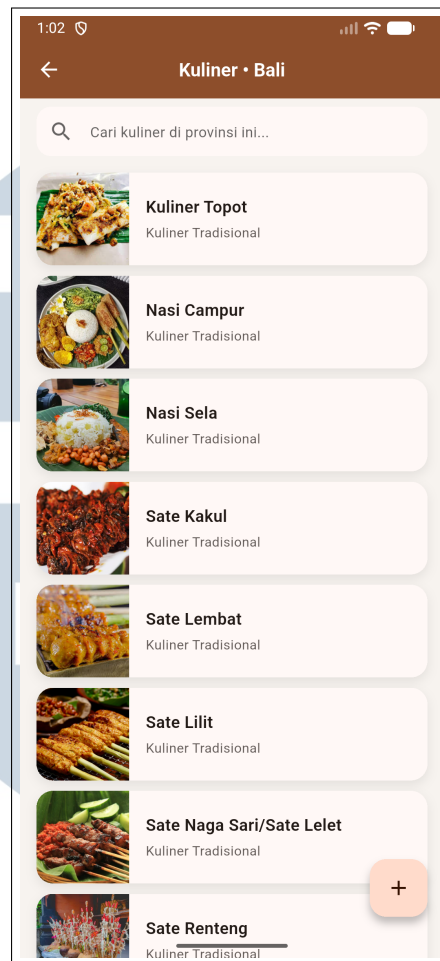 1:02
Kuliner • Bali
Cari kuliner di provinsi ini...
Kuliner Topot
Kuliner Tradisional
Nasi Campur
Kuliner Tradisional
Nasi Sela
Kuliner Tradisional
Sate Kakul
Kuliner Tradisional
Sate Lembat
Kuliner Tradisional
Sate Lilit
Kuliner Tradisional
Sate Naga Sari/Sate Lelet
Kuliner Tradisional
+
Sate Renteng
Kuliner Tradisional